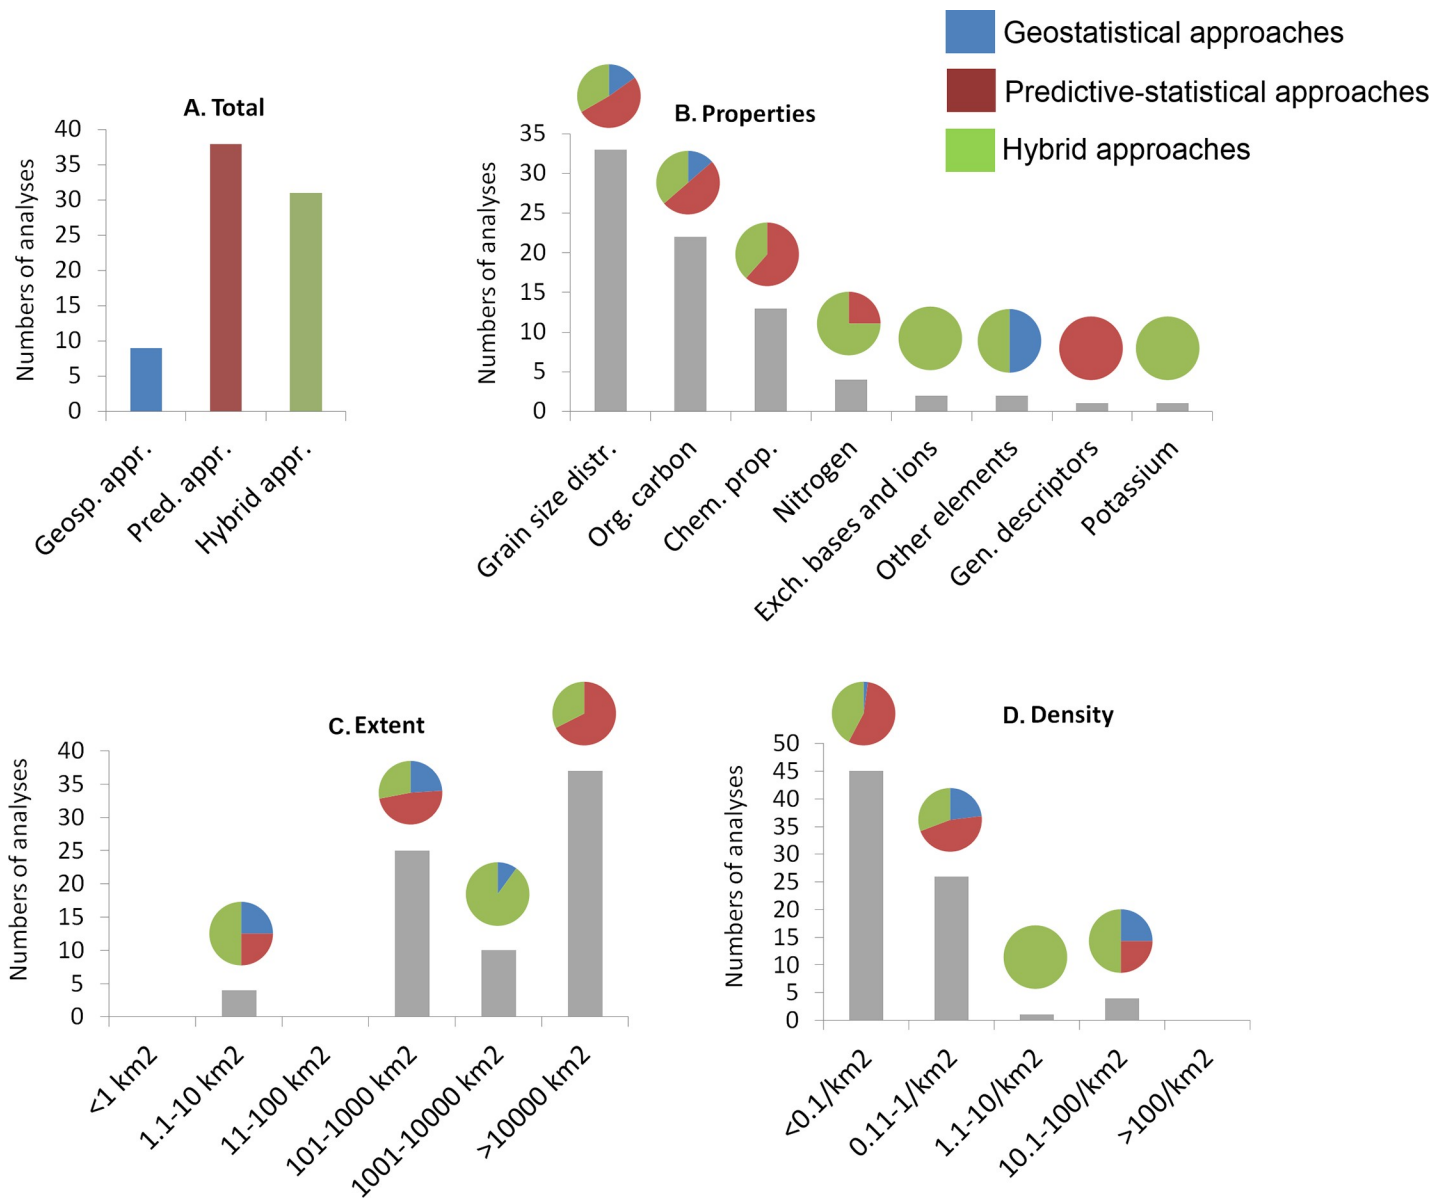 Geostatistical approaches
Predictive-statistical approaches
Hybrid approaches
A. Total
Numbers of analyses
40
35
30
25
20
15
10
5
0
Geosp. appr.
Pred. appr.
Hybrid appr.
B. Properties
Numbers of analyses
35
30
25
20
15
10
5
0
Grain size distr.
Org. carbon
Chem. prop.
Nitrogen
Exch. bases and ions
Other elements
Gen. descriptors
Potassium
C. Extent
Numbers of analyses
40
35
30
25
20
15
10
5
0
<1 km2
1.1-10 km2
11-100 km2
101-1000 km2
1001-10000 km2
>10000 km2
D. Density
Numbers of analyses
50
45
40
35
30
25
20
15
10
5
0
<0.1/km2
0.11-1/km2
1.1-10/km2
10.1-100/km2
>100/km2